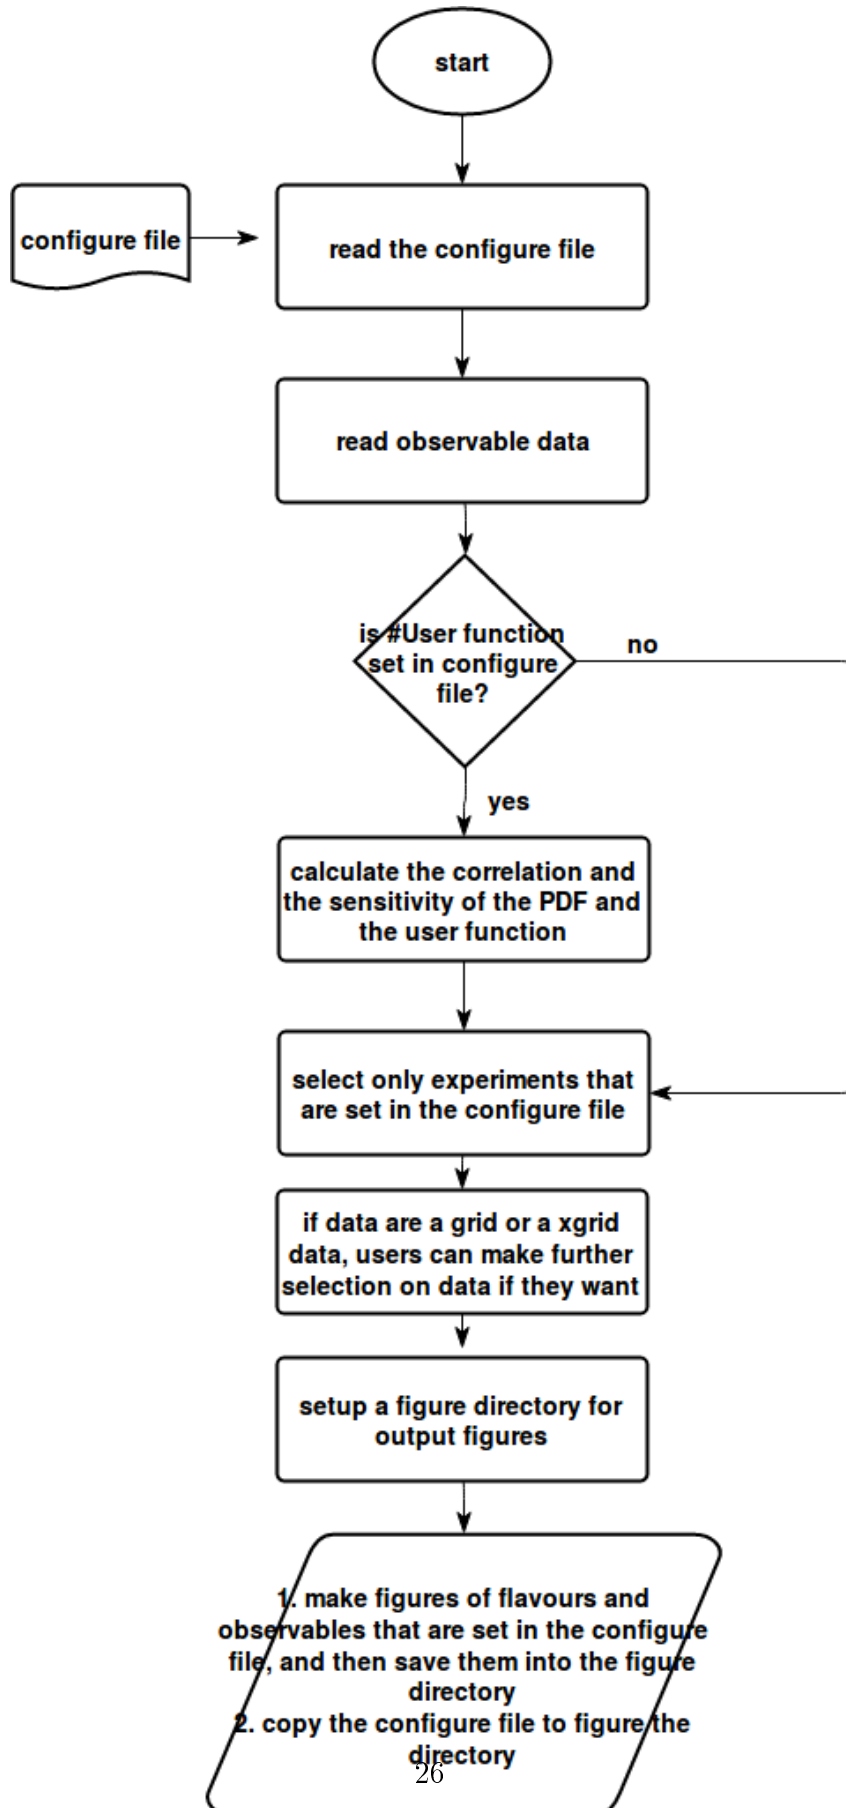 start
configure file
read the configure file
read observable data
is #User function
set in configure
file?
no
yes
calculate the correlation and
the sensitivity of the PDF and
the user function
select only experiments that
are set in the configure file
if data are a grid or a xgrid
data, users can make further
selection on data if they want
setup a figure directory for
output figures
1. make figures of flavours and
observables that are set in the configure
file, and then save them into the figure
directory
2. copy the configure file to figure the
directory
26